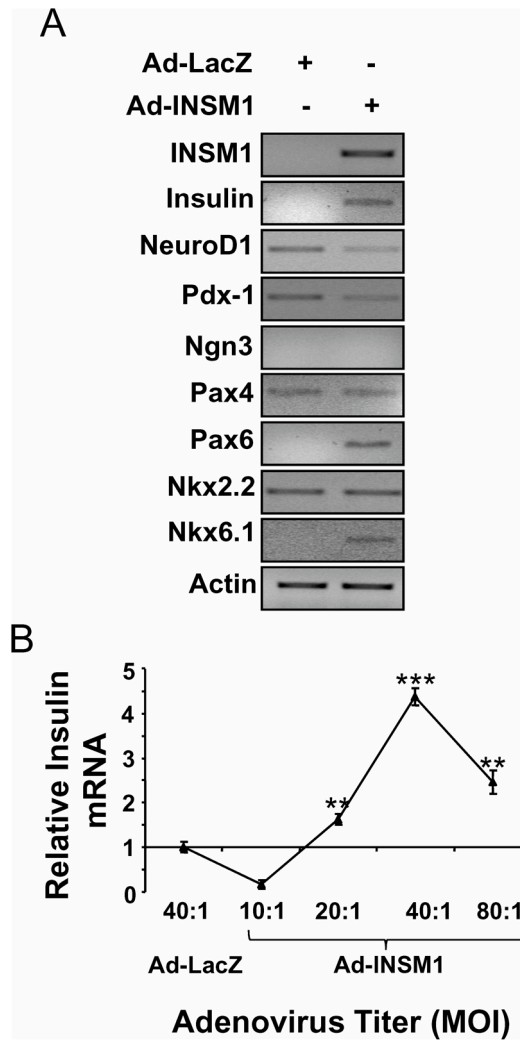 A
Ad-LacZ + -
Ad-INSM1 - +
INSM1
Insulin
NeuroD1
Pdx-1
Ngn3
Pax4
Pax6
Nkx2.2
Nkx6.1
Actin
B
Relative Insulin
mRNA
5
4
3
2
1
0
**
***
**
40:1 10:1 20:1 40:1 80:1
Ad-LacZ Ad-INSM1
Adenovirus Titer (MOI)